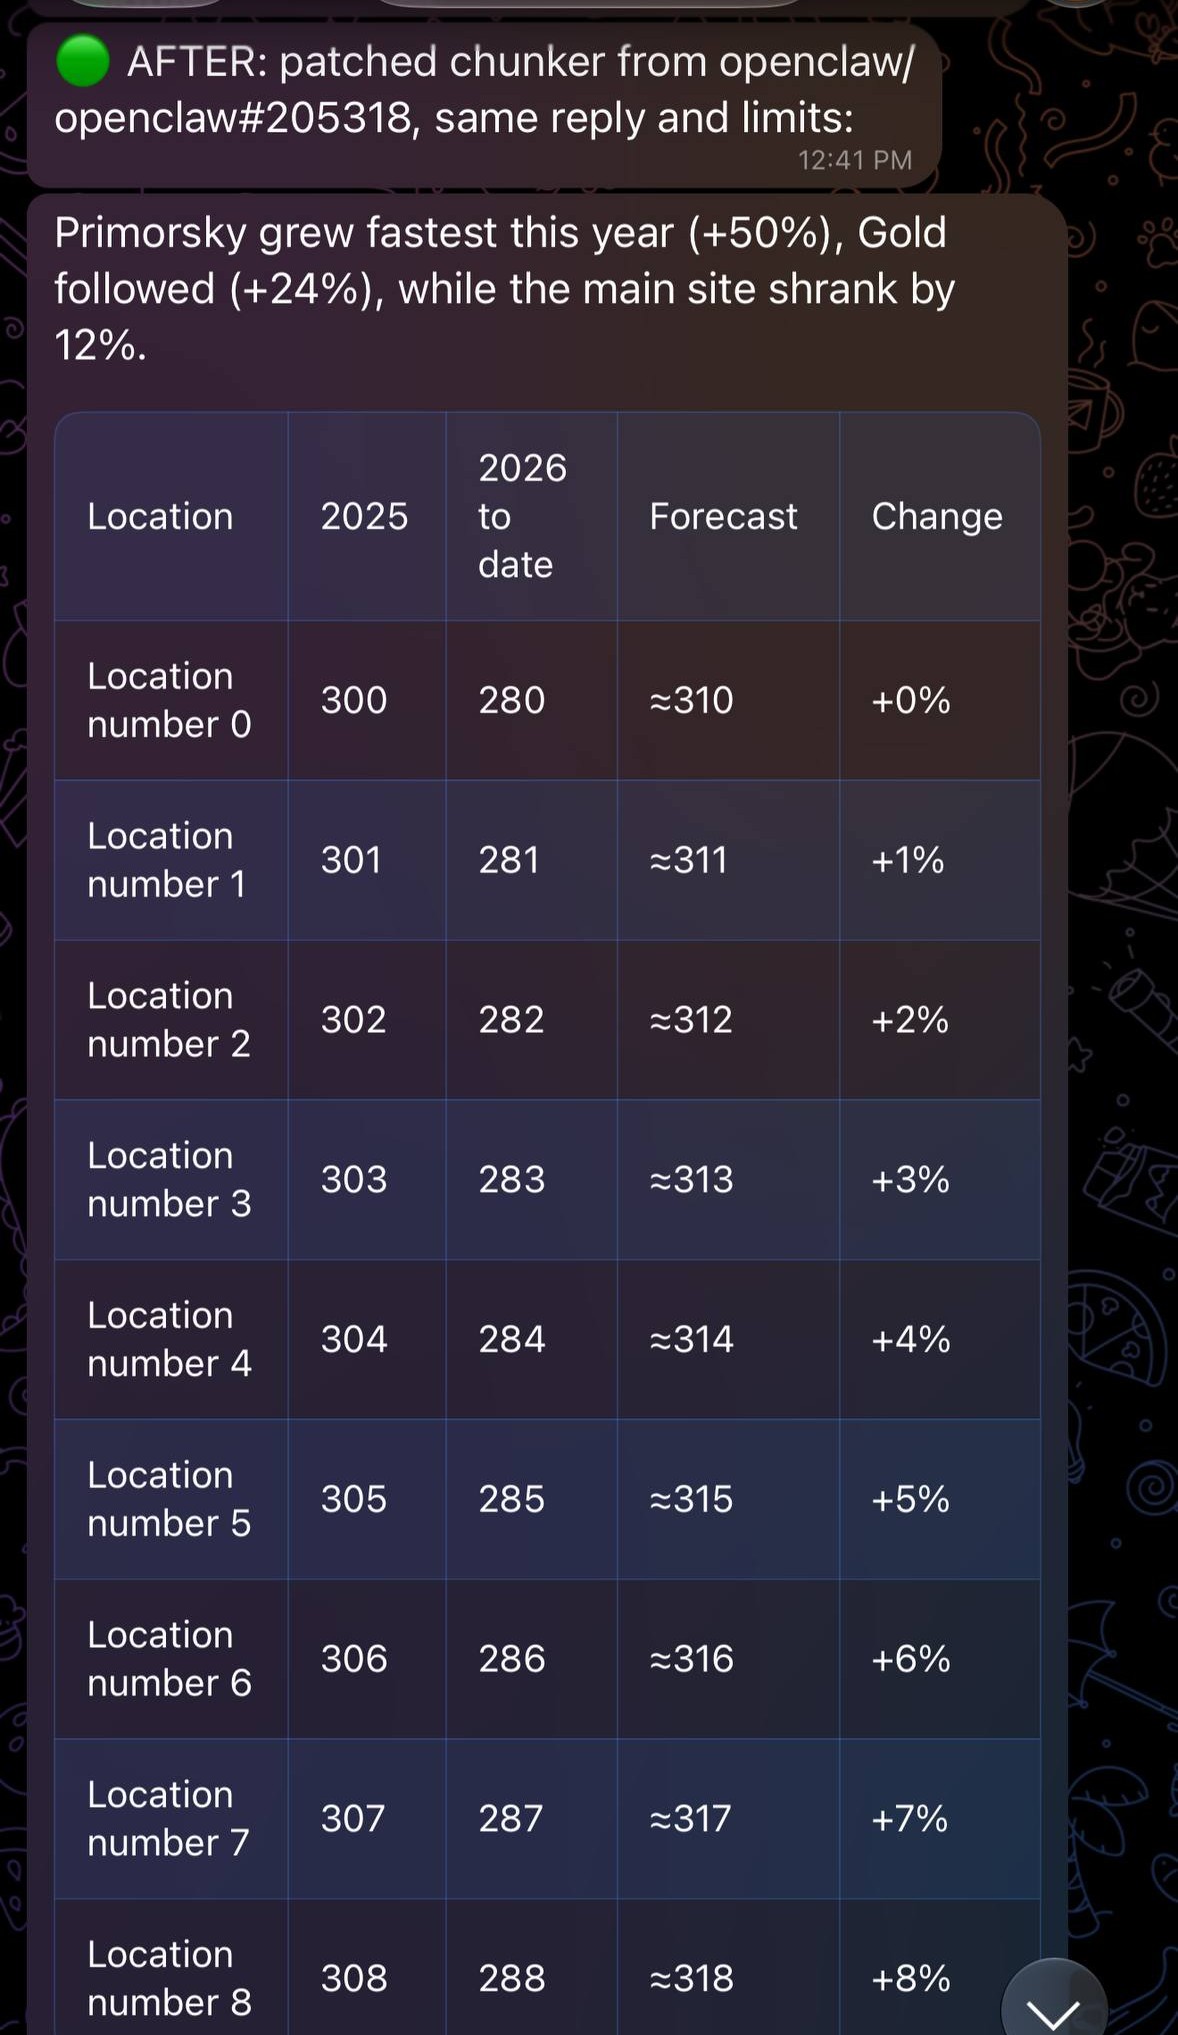 🟢 AFTER: patched chunker from openclaw/
openclaw#205318, same reply and limits:
12:41 PM
Primorsky grew fastest this year (+50%), Gold
followed (+24%), while the main site shrank by
12%.
Location 2025 2026 to date Forecast Change
Location number 0 300 280 ≈310 +0%
Location number 1 301 281 ≈311 +1%
Location number 2 302 282 ≈312 +2%
Location number 3 303 283 ≈313 +3%
Location number 4 304 284 ≈314 +4%
Location number 5 305 285 ≈315 +5%
Location number 6 306 286 ≈316 +6%
Location number 7 307 287 ≈317 +7%
Location number 8 308 288 ≈318 +8%